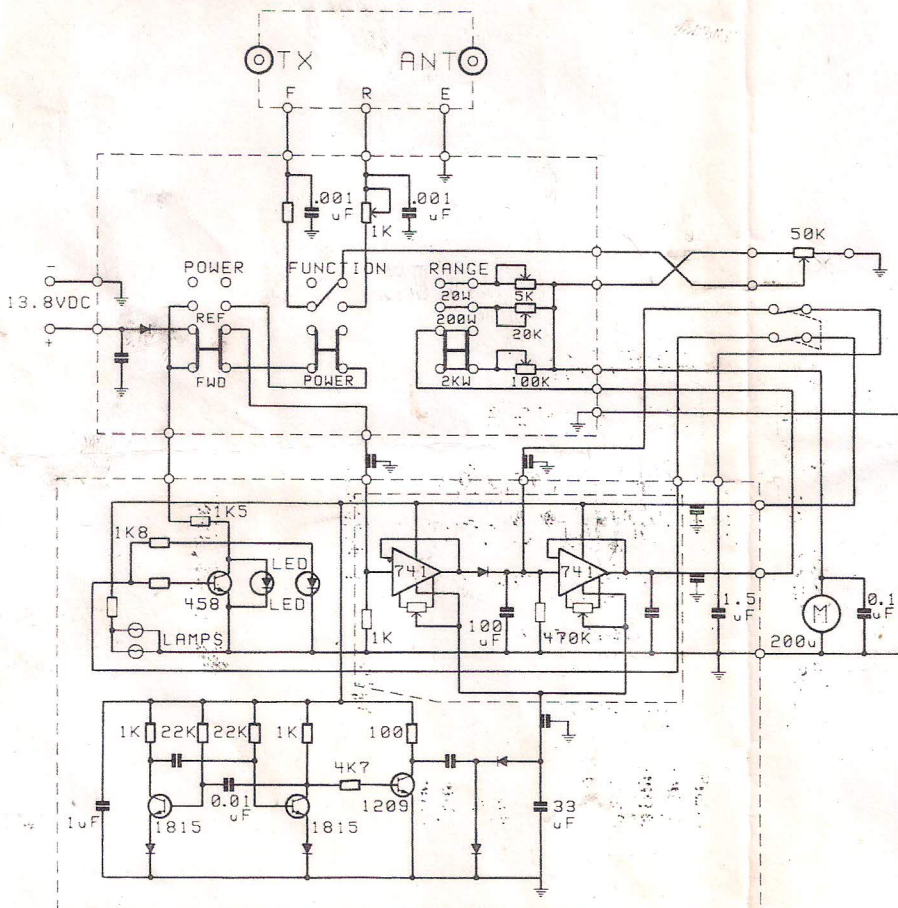 TX ANT
F R E
.001 uF .001 uF
1K
50K
-
13.8VDC
+
POWER FUNCTION RANGE
20W 5K
REF 200W 20K
FWD POWER 2KW 100K
1K5
1K8
LED
LED
458
LAMPS
741 741
1K
100 uF
470K
1.5 uF
M
200u
0.1 uF
1K 22K 22K 1K 100
4K7
0.01 uF
1uF
1815 1815
1209
33 uF